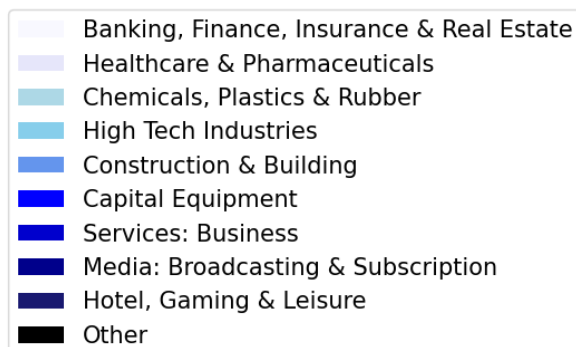 Banking, Finance, Insurance & Real Estate
Healthcare & Pharmaceuticals
Chemicals, Plastics & Rubber
High Tech Industries
Construction & Building
Capital Equipment
Services: Business
Media: Broadcasting & Subscription
Hotel, Gaming & Leisure
Other